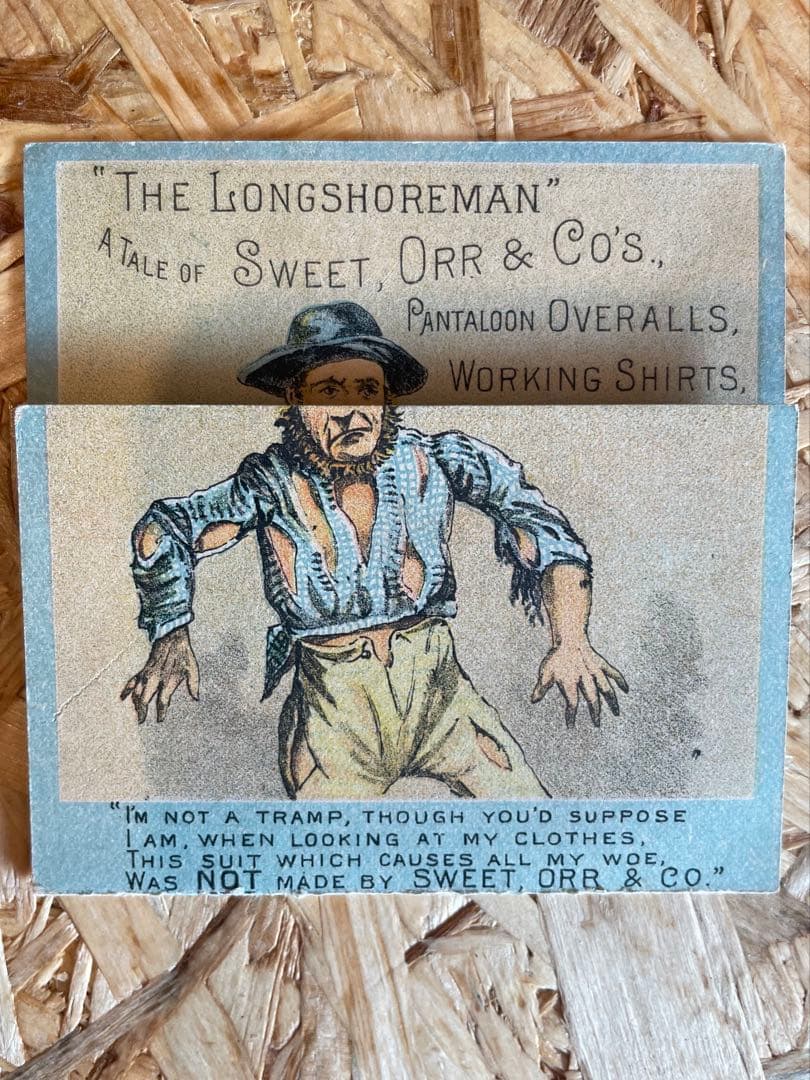 "THE LONGSHOREMAN"
A TALE OF SWEET, ORR & CO'S.,
PANTALOON OVERALLS,
WORKING SHIRTS,
"I'M NOT A TRAMP, THOUGH YOU'D SUPPOSE
I AM, WHEN LOOKING AT MY CLOTHES,
THIS SUIT WHICH CAUSES ALL MY WOE,
WAS NOT MADE BY SWEET, ORR & CO."